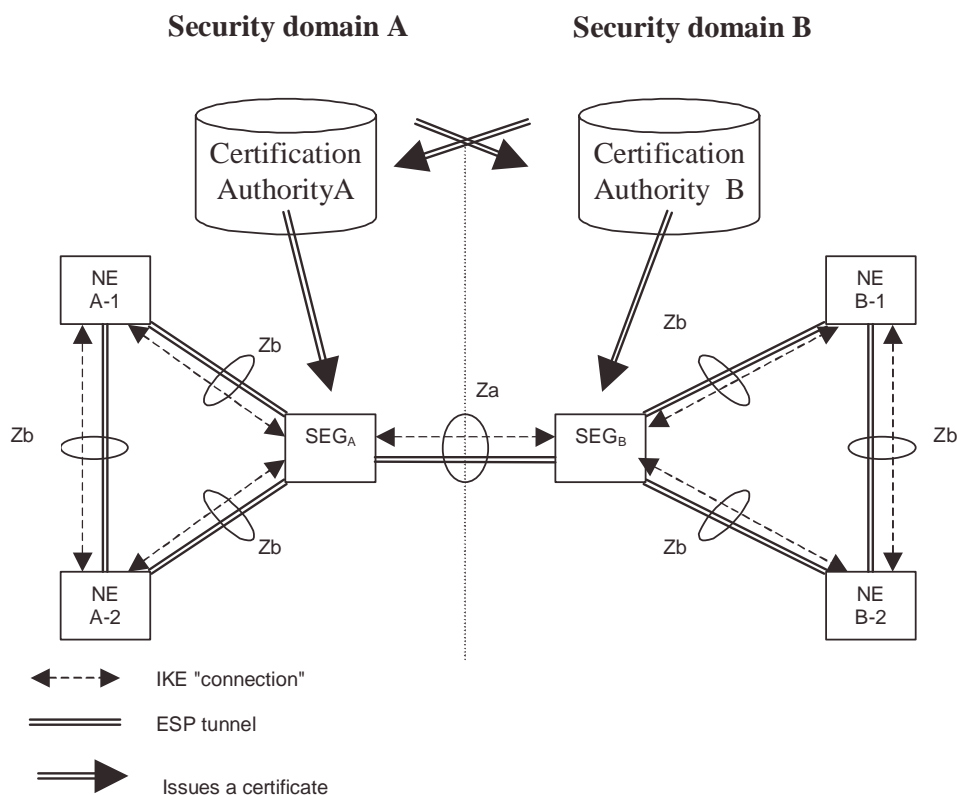 Security domain A
Security domain B
Certification
AuthorityA
Certification
Authority B
NE
A-1
NE
B-1
Zb
Zb
Za
Zb
SEGA
SEGB
Zb
Zb
Zb
NE
A-2
NE
B-2
IKE "connection"
ESP tunnel
Issues a certificate